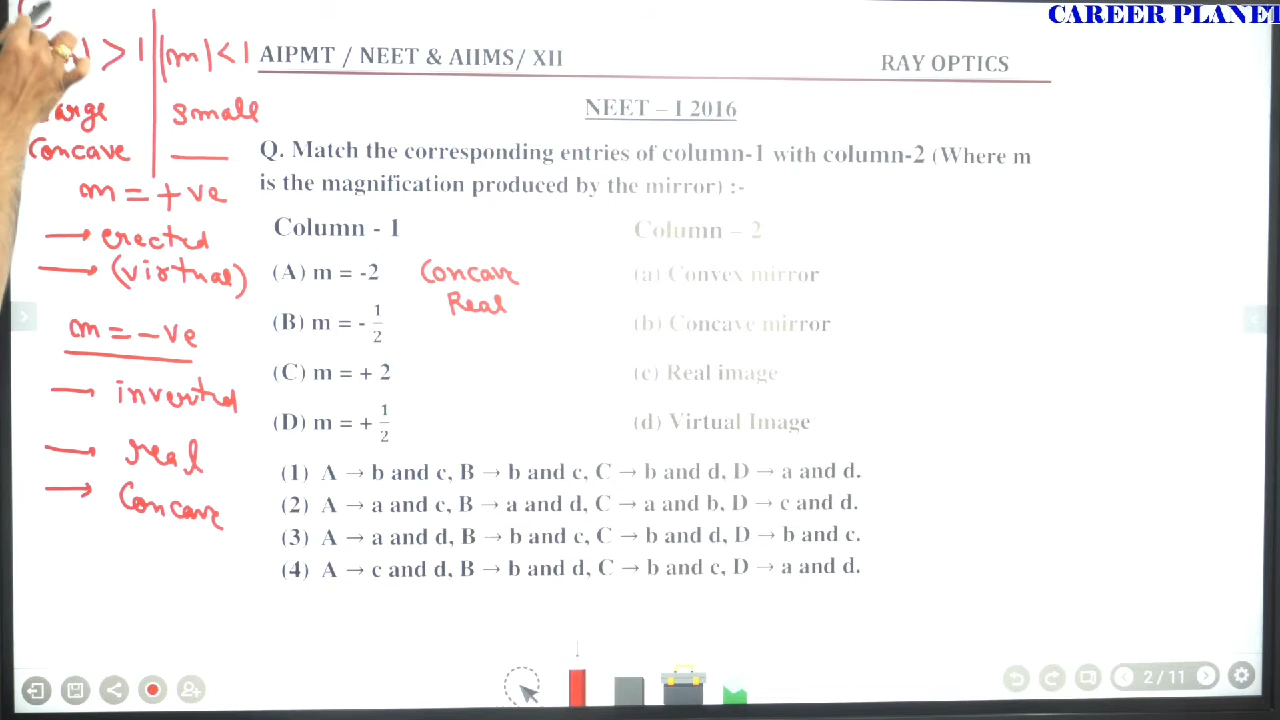 CAREER PLANE
> 1 |m| < 1
AIPMT / NEET & AIIMS/ XII
RAY OPTICS
arge small
Concave
m = +ve
→ erected
→ (virtual)
m = -ve
→ inverted
→ real
→ Concave
NEET – I 2016
Q. Match the corresponding entries of column-1 with column-2 (Where m
is the magnification produced by the mirror) :-
Column - 1 Column – 2
(A) m = -2 Concave (a) Convex mirror
Real
(B) m = - 1/2 (b) Concave mirror
(C) m = + 2 (c) Real image
(D) m = + 1/2 (d) Virtual Image
(1) A → b and c, B → b and c, C → b and d, D → a and d.
(2) A → a and c, B → a and d, C → a and b, D → c and d.
(3) A → a and d, B → b and c, C → b and d, D → b and c.
(4) A → c and d, B → b and d, C → b and c, D → a and d.
2 / 11